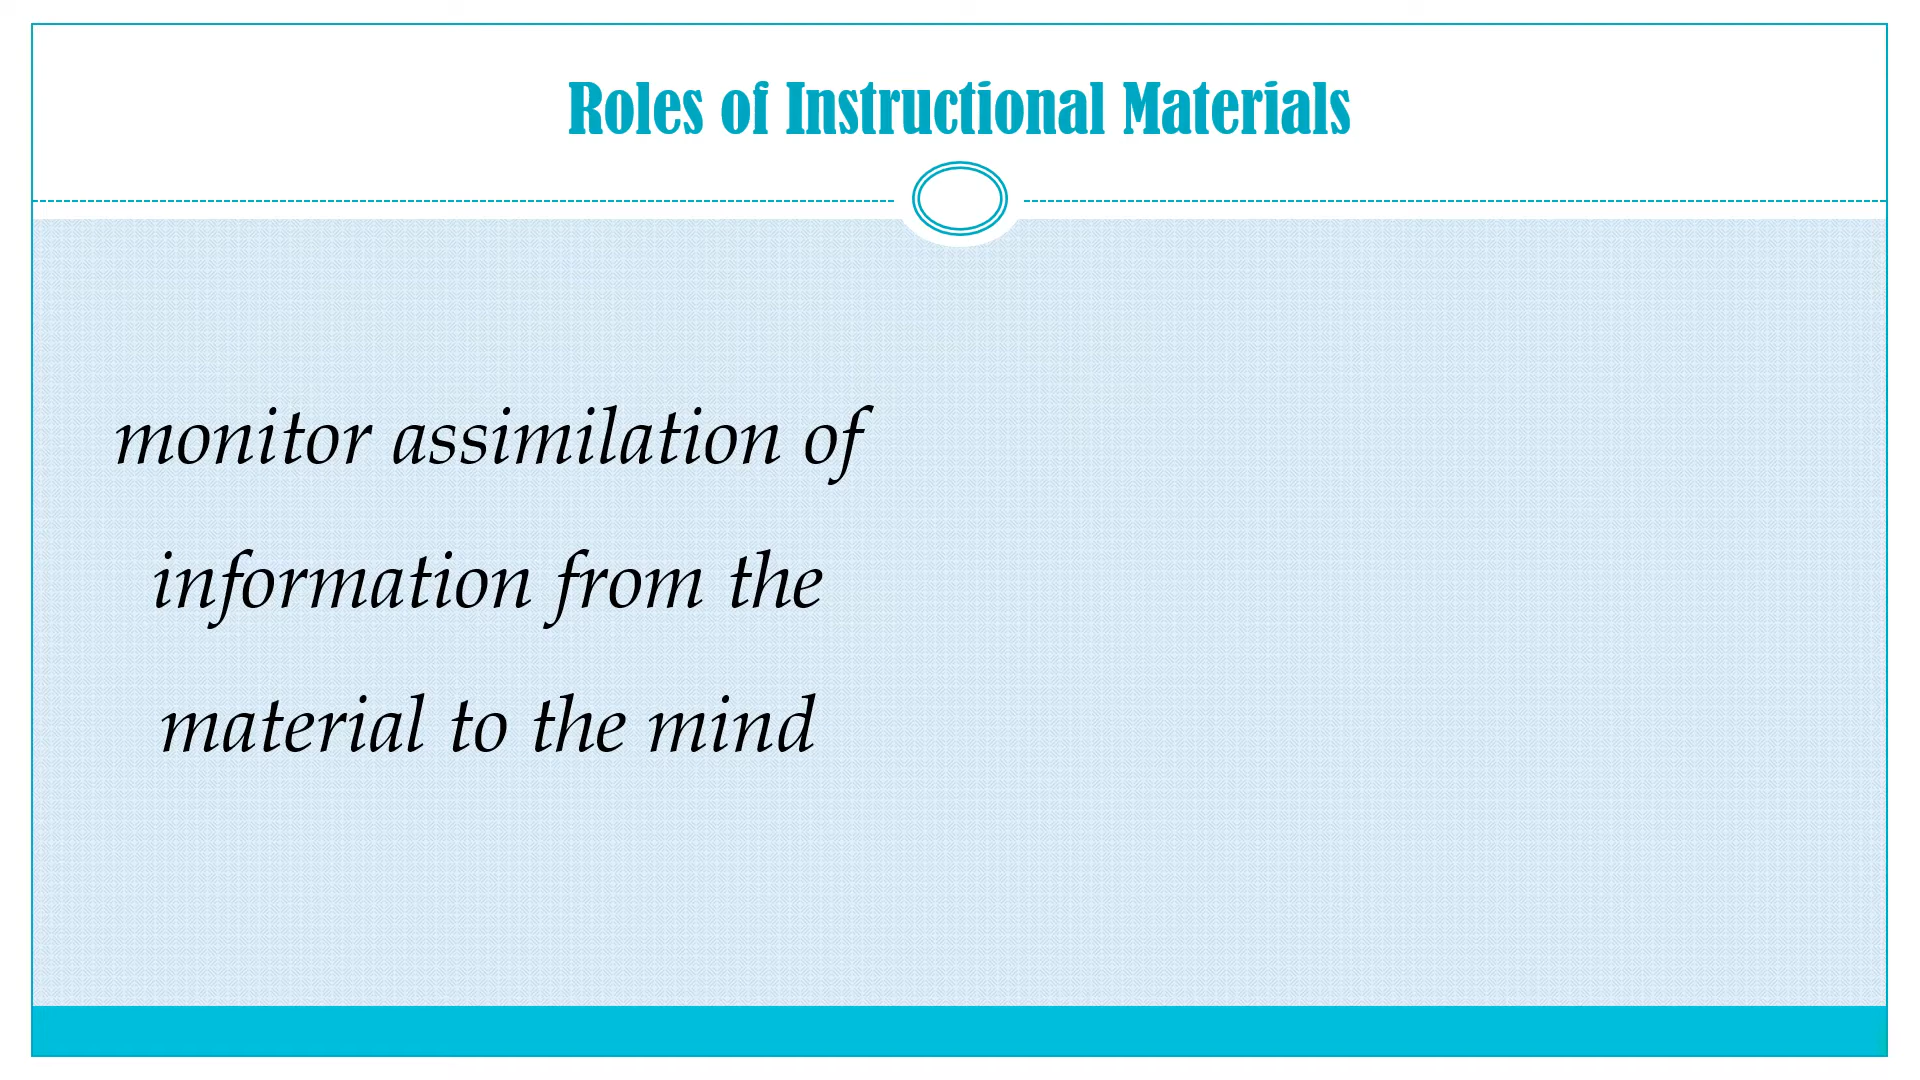 Roles of Instructional Materials
monitor assimilation of
information from the
material to the mind